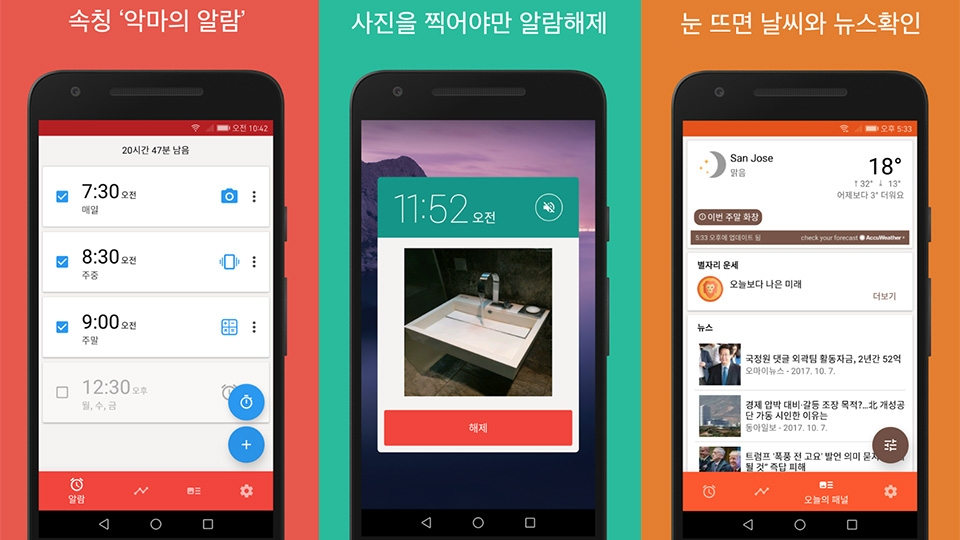 속칭 '악마의 알람'
오전 10:42
20시간 47분 남음
7:30 오전
매일
8:30 오전
주중
9:00 오전
주말
12:30 오후
월, 수, 금
알람
사진을 찍어야만 알람해제
11:52 오전
해제
눈 뜨면 날씨와 뉴스확인
오후 5:33
San Jose
맑음
18°
↑ 32° ↓ 13°
어제보다 3° 더워요
이번 주말 화창
5:33 오후에 업데이트 됨
check your forecast AccuWeather
별자리 운세
오늘보다 나은 미래
더보기
뉴스
국정원 댓글 외곽팀 활동자금, 2년간 52억
오마이뉴스 - 2017. 10. 7.
경제 압박 대비·갈등 조장 목적?...北 개성공
단 가동 시인한 이유는
동아일보 - 2017. 10. 7.
트럼프 '폭풍 전 고요' 발언 의미 묻자
될 것" 즉답 피해
오늘의 패널